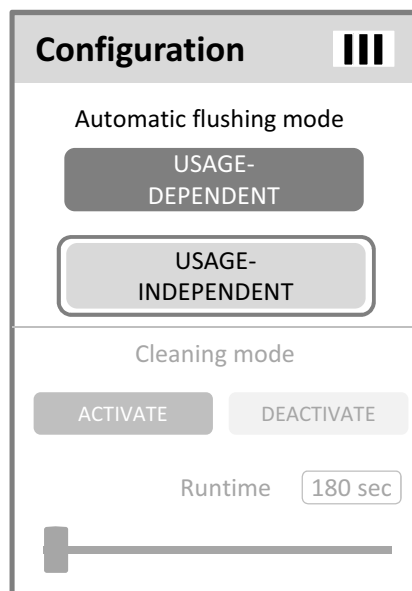 Configuration
Automatic flushing mode
USAGE-
DEPENDENT
USAGE-
INDEPENDENT
Cleaning mode
ACTIVATE DEACTIVATE
Runtime 180 sec